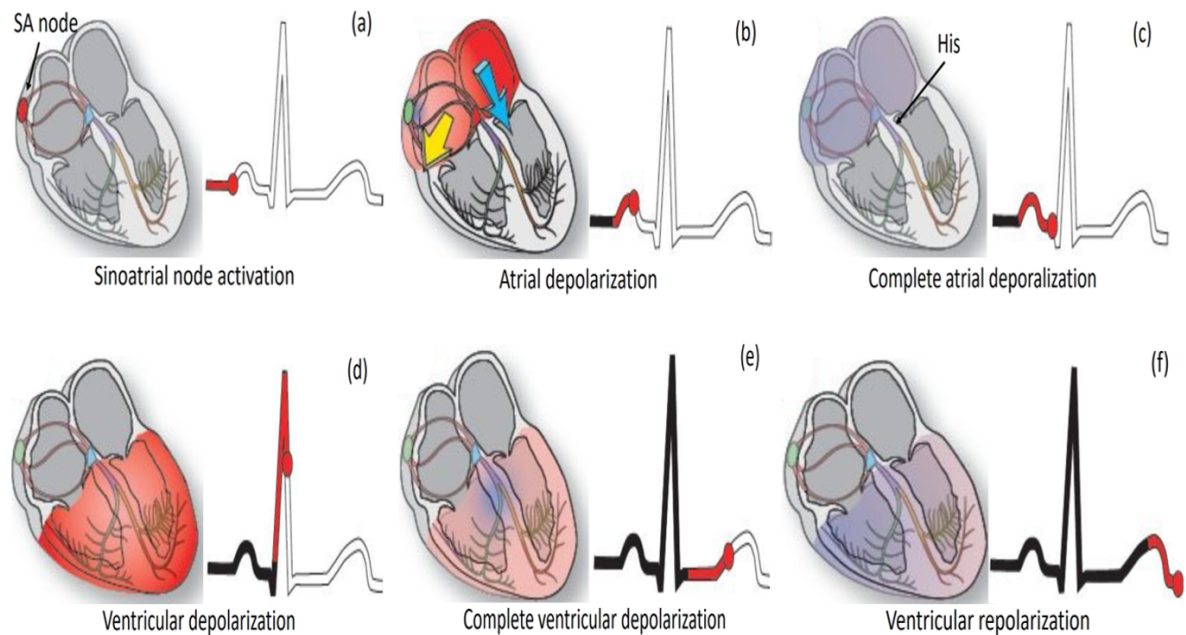 SA node
(a)
Sinoatrial node activation
(b)
Atrial depolarization
His
(c)
Complete atrial deporalization
(d)
Ventricular depolarization
(e)
Complete ventricular depolarization
(f)
Ventricular repolarization